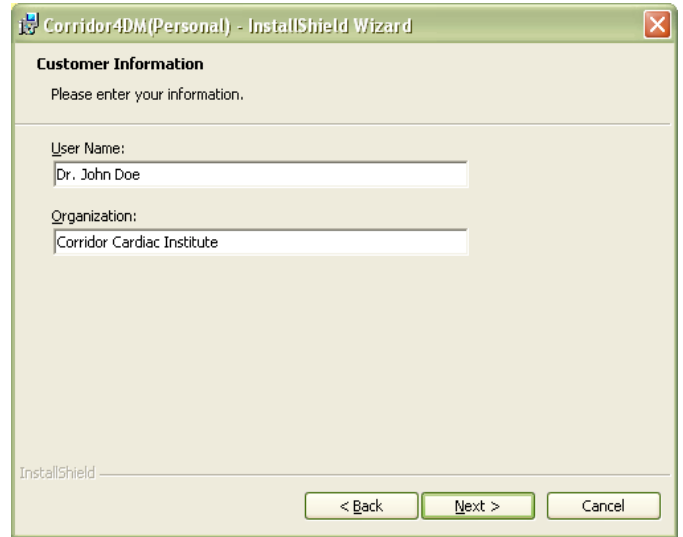 Corridor4DM(Personal) - InstallShield Wizard
Customer Information
Please enter your information.
User Name:
Dr. John Doe
Organization:
Corridor Cardiac Institute
InstallShield
< Back Next > Cancel